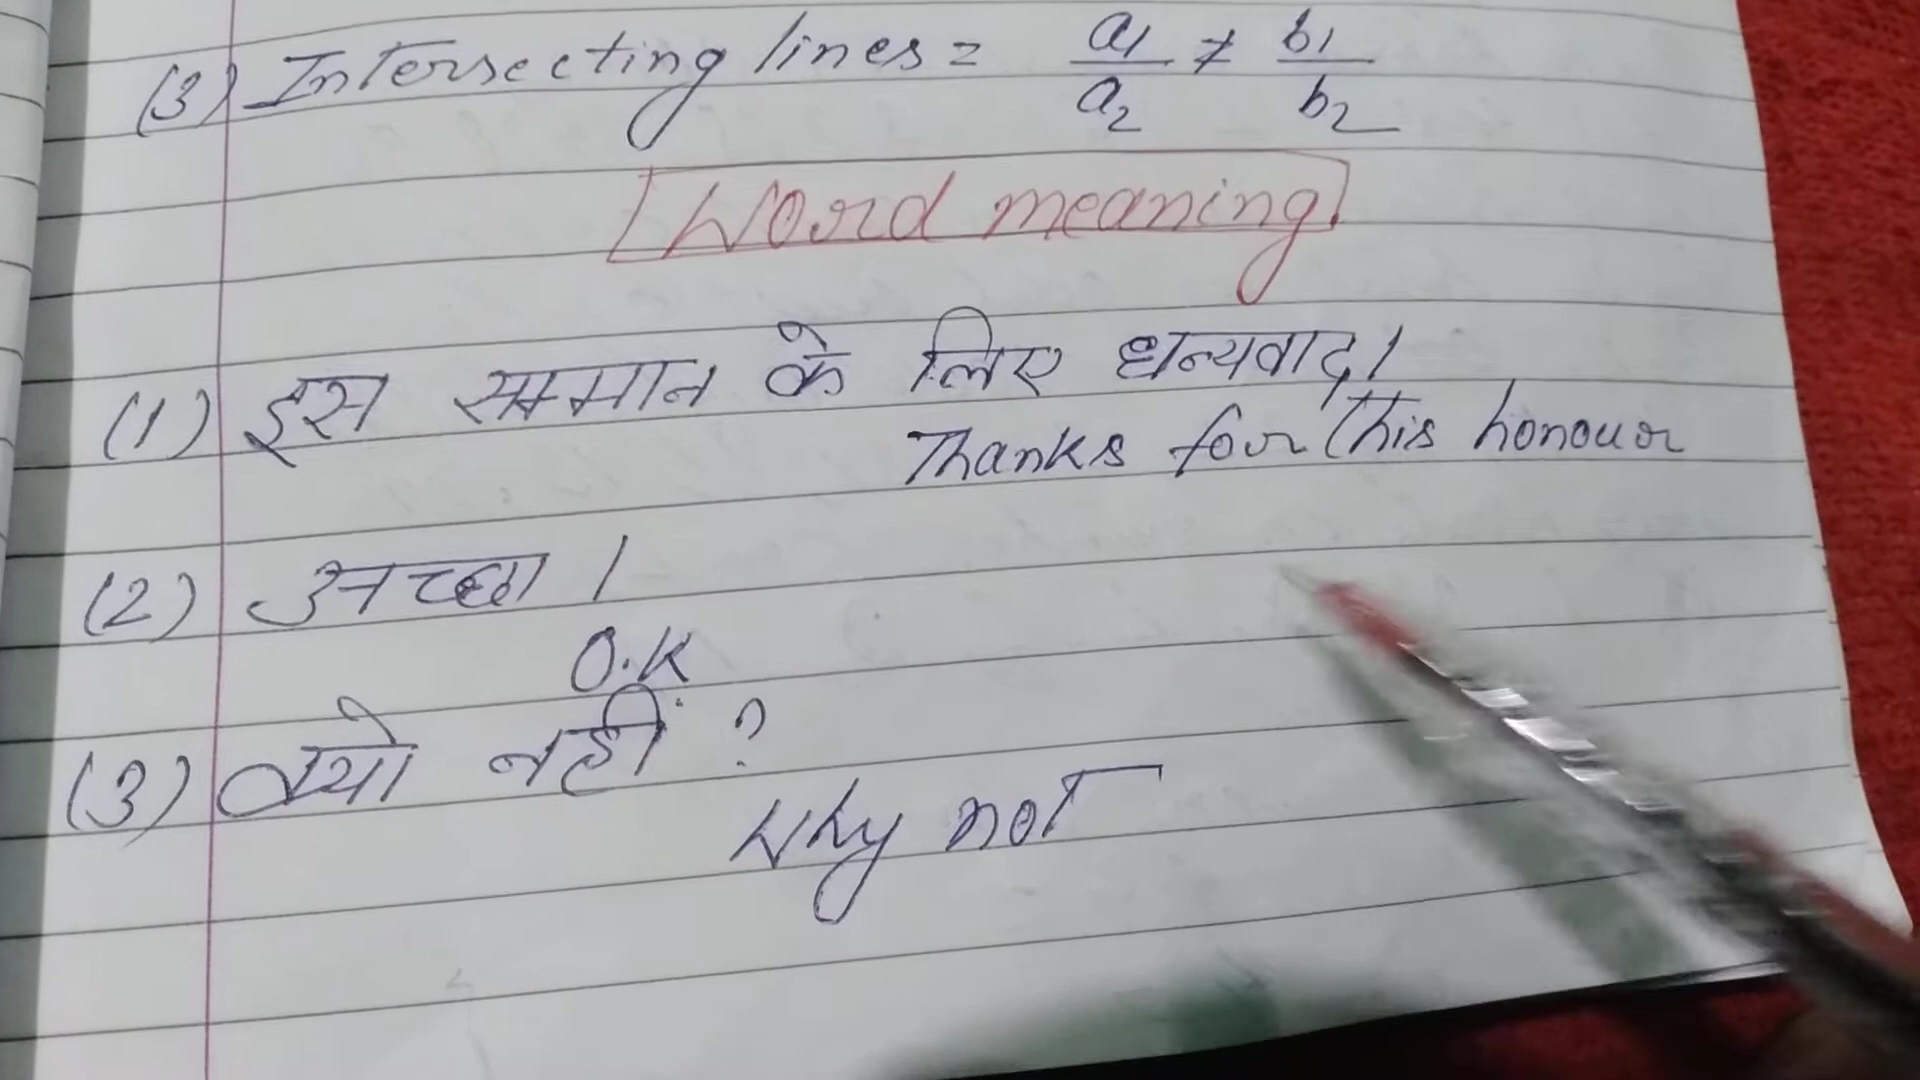 (3) Intersecting lines = a1/a2 ≠ b1/b2
Word meaning
(1) इस सम्मान के लिए धन्यवाद।
Thanks for this honour
(2) अच्छा।
O.K
(3) क्यो नहीं ?
Why not